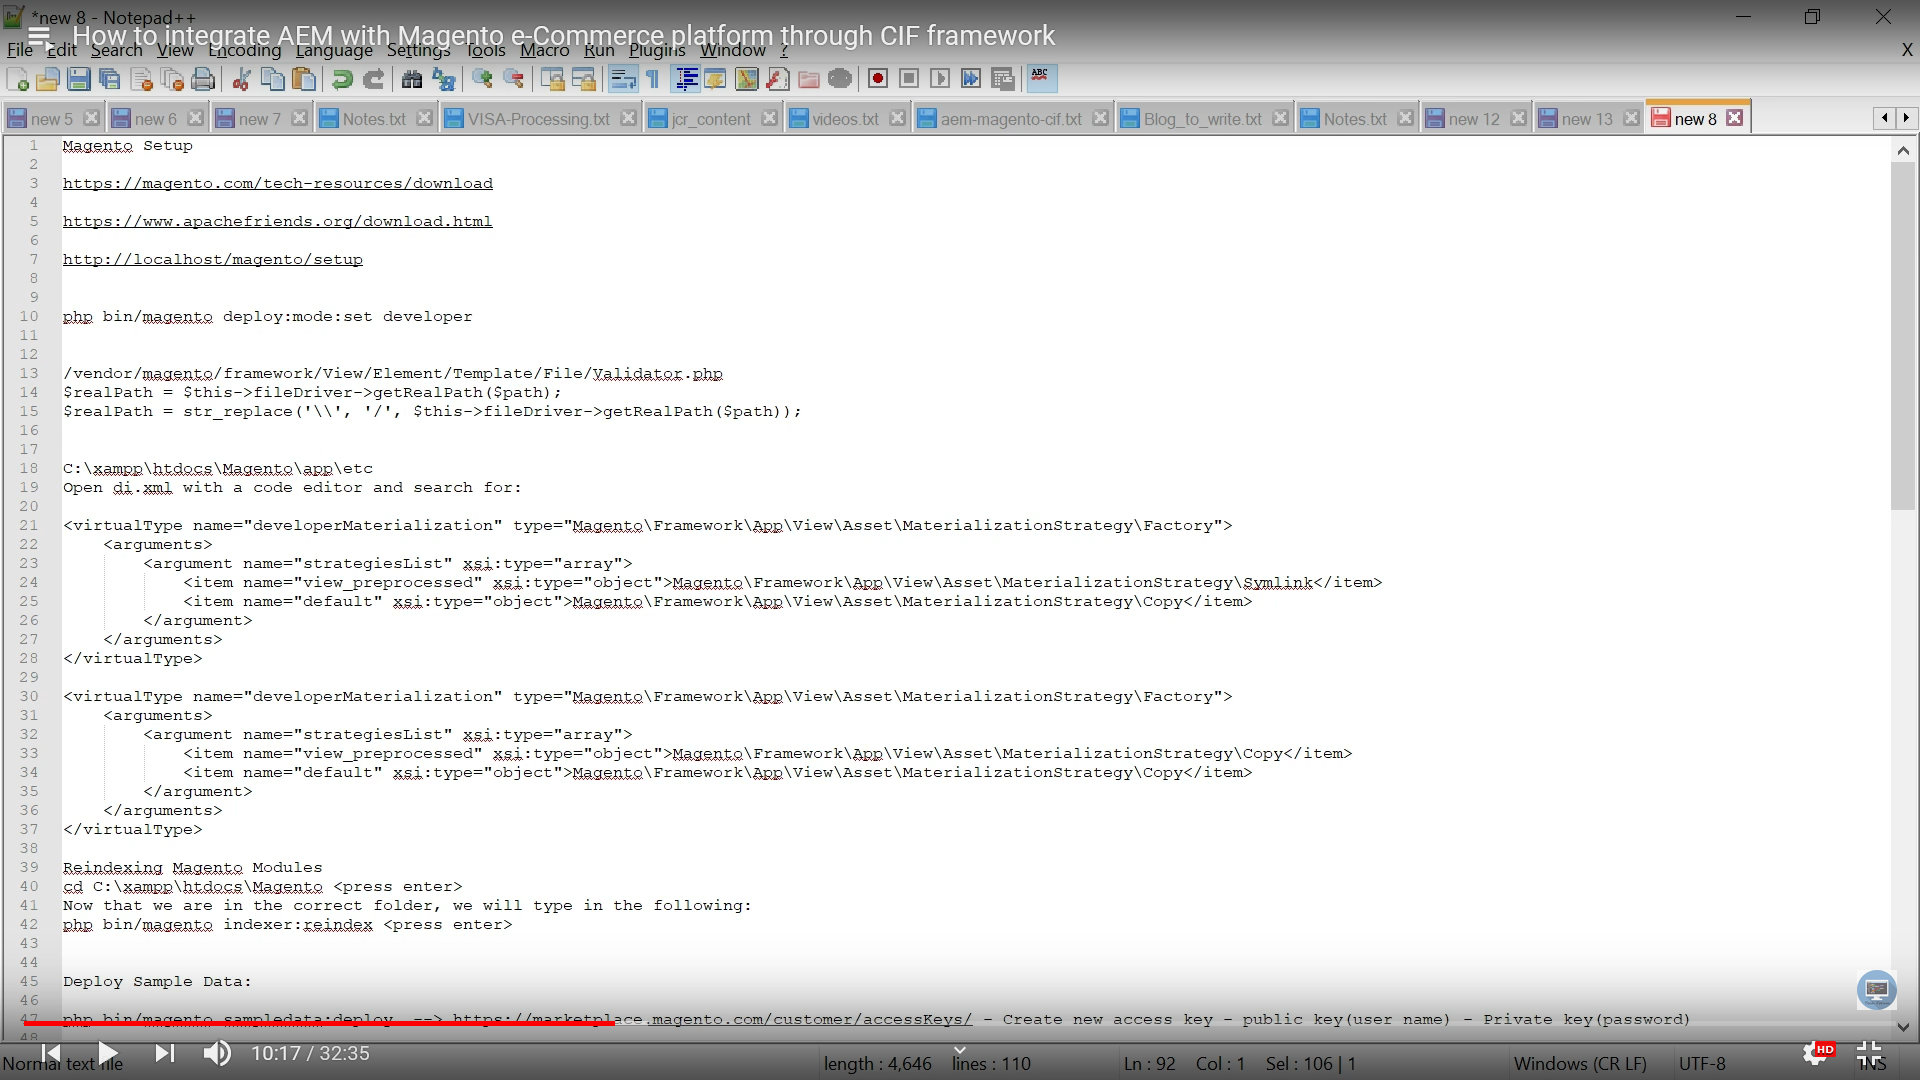 *new 8 - Notepad++
How to integrate AEM with Magento e-Commerce platform through CIF framework
File Edit Search View Encoding Language Settings Tools Macro Run Plugins Window ? X
ABC
new 5 new 6 new 7 Notes.txt VISA-Processing.txt jcr_content videos.txt aem-magento-cif.txt Blog_to_write.txt Notes.txt new 12 new 13 new 8
1 Magento Setup
2
3 https://magento.com/tech-resources/download
4
5 https://www.apachefriends.org/download.html
6
7 http://localhost/magento/setup
8
9
10 php bin/magento deploy:mode:set developer
11
12
13 /vendor/magento/framework/View/Element/Template/File/Validator.php
14 $realPath = $this->fileDriver->getRealPath($path);
15 $realPath = str_replace('\\', '/', $this->fileDriver->getRealPath($path));
16
17
18 C:\xampp\htdocs\Magento\app\etc
19 Open di.xml with a code editor and search for:
20
21 <virtualType name="developerMaterialization" type="Magento\Framework\App\View\Asset\MaterializationStrategy\Factory">
22 <arguments>
23 <argument name="strategiesList" xsi:type="array">
24 <item name="view_preprocessed" xsi:type="object">Magento\Framework\App\View\Asset\MaterializationStrategy\Symlink</item>
25 <item name="default" xsi:type="object">Magento\Framework\App\View\Asset\MaterializationStrategy\Copy</item>
26 </argument>
27 </arguments>
28 </virtualType>
29
30 <virtualType name="developerMaterialization" type="Magento\Framework\App\View\Asset\MaterializationStrategy\Factory">
31 <arguments>
32 <argument name="strategiesList" xsi:type="array">
33 <item name="view_preprocessed" xsi:type="object">Magento\Framework\App\View\Asset\MaterializationStrategy\Copy</item>
34 <item name="default" xsi:type="object">Magento\Framework\App\View\Asset\MaterializationStrategy\Copy</item>
35 </argument>
36 </arguments>
37 </virtualType>
38
39 Reindexing Magento Modules
40 cd C:\xampp\htdocs\Magento <press enter>
41 Now that we are in the correct folder, we will type in the following:
42 php bin/magento indexer:reindex <press enter>
43
44
45 Deploy Sample Data:
46
47 php bin/magento sampledata:deploy --> https://marketplace.magento.com/customer/accessKeys/ - Create new access key - public key(user name) - Private key(password)
48
10:17 / 32:35
HD
Normal text file length : 4,646 lines : 110 Ln : 92 Col : 1 Sel : 106 | 1 Windows (CR LF) UTF-8 INS